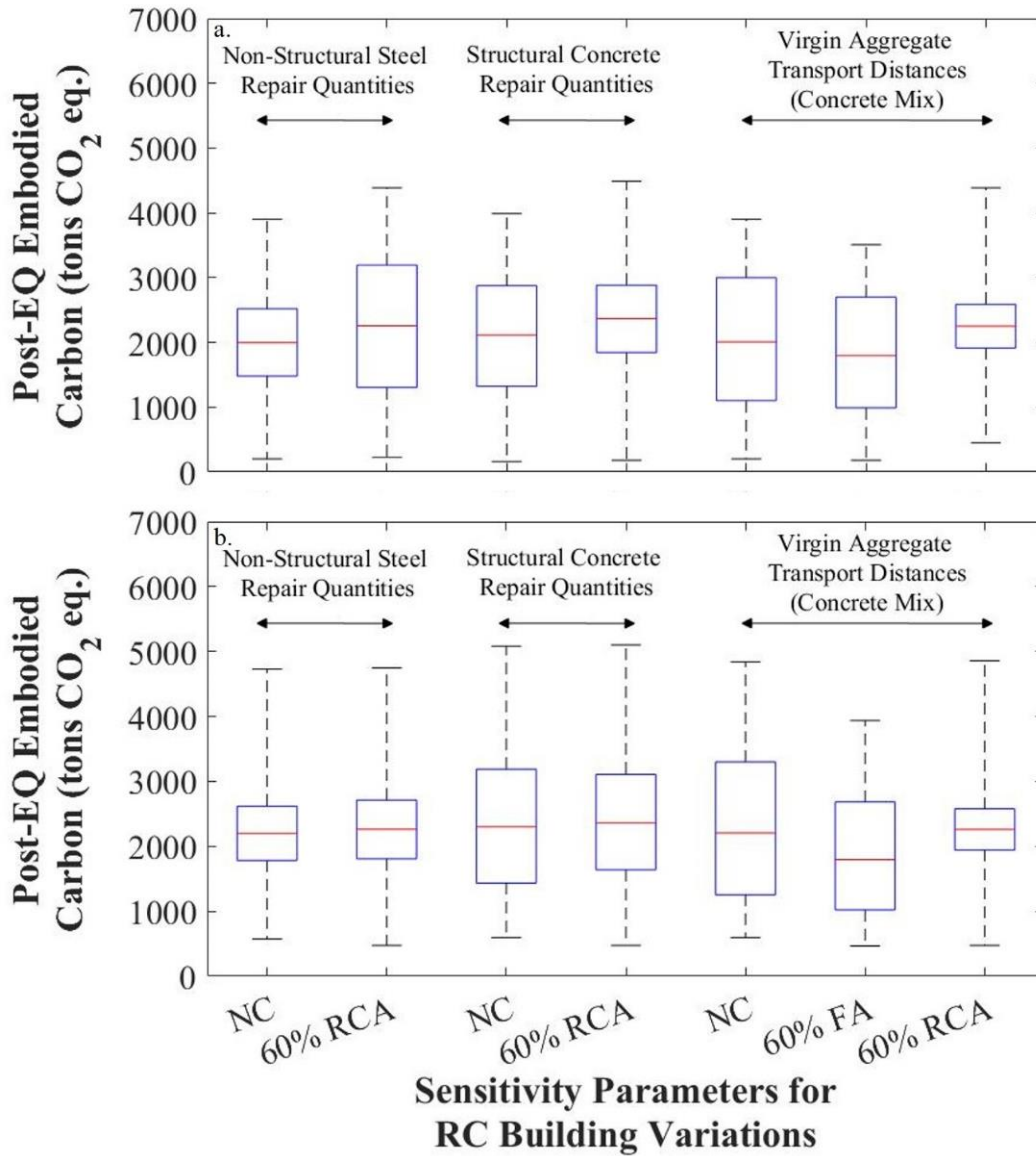 a.
Non-Structural Steel
Repair Quantities
Structural Concrete
Repair Quantities
Virgin Aggregate
Transport Distances
(Concrete Mix)
Post-EQ Embodied
Carbon (tons CO2 eq.)
7000
6000
5000
4000
3000
2000
1000
0
b.
Non-Structural Steel
Repair Quantities
Structural Concrete
Repair Quantities
Virgin Aggregate
Transport Distances
(Concrete Mix)
Post-EQ Embodied
Carbon (tons CO2 eq.)
7000
6000
5000
4000
3000
2000
1000
0
NC
60% RCA
NC
60% RCA
NC
60% FA
60% RCA
Sensitivity Parameters for
RC Building Variations